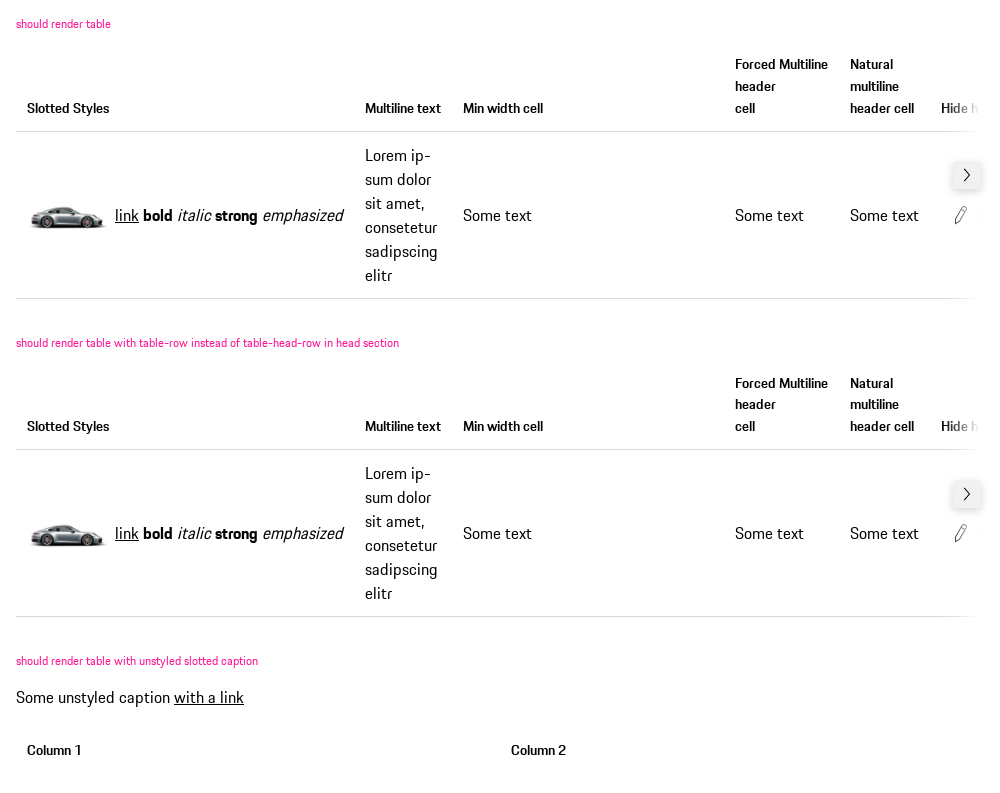 should render table
Slotted Styles
Multiline text
Min width cell
Forced Multiline
header
cell
Natural
multiline
header cell
Hide h
link bold italic strong emphasized
Lorem ip-
sum dolor
sit amet,
consetetur
sadipscing
elitr
Some text
Some text
Some text
should render table with table-row instead of table-head-row in head section
Slotted Styles
Multiline text
Min width cell
Forced Multiline
header
cell
Natural
multiline
header cell
Hide h
link bold italic strong emphasized
Lorem ip-
sum dolor
sit amet,
consetetur
sadipscing
elitr
Some text
Some text
Some text
should render table with unstyled slotted caption
Some unstyled caption with a link
Column 1
Column 2